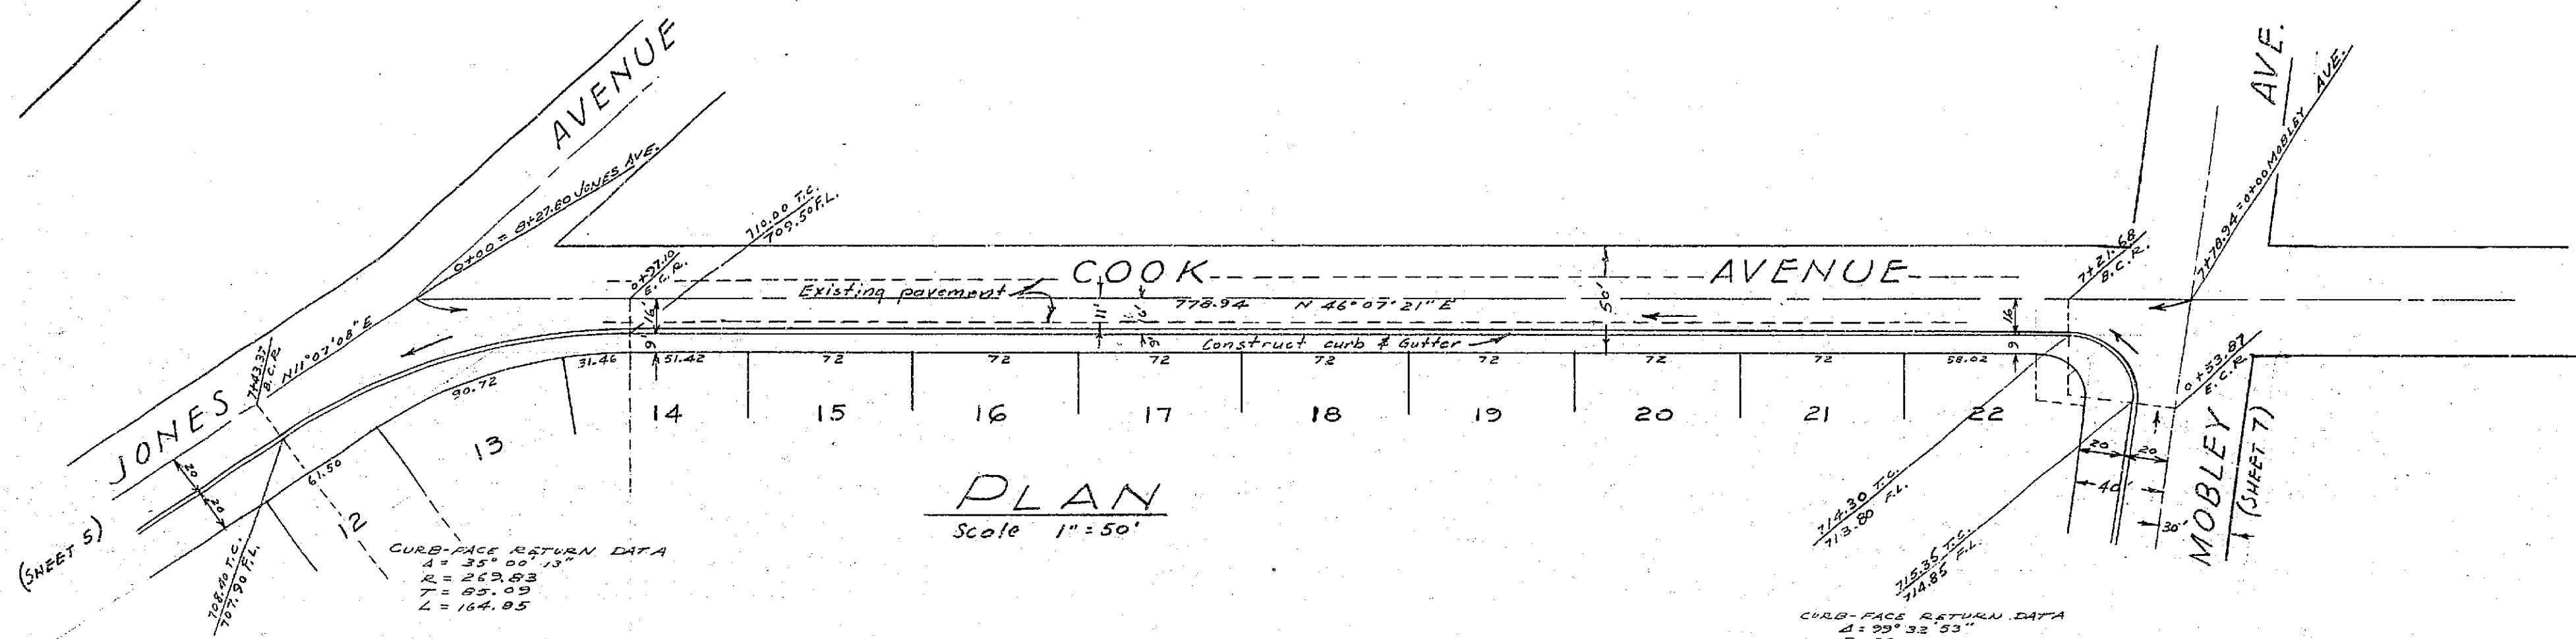 JONES AVENUE
0+00 = 8+27.60 JONES AVE.
N 11° 07' 08" E
7+43.37
B.C.R.
0+97.10
E.C.R.
710.00 T.C.
709.50 F.L.
COOK AVENUE
Existing pavement
778.94 N 46° 07' 21" E
16'
9'
11'
16'
9'
50'
16
9
Construct curb & Gutter
7+21.68
B.C.R.
7+78.94 = 0+00 MOBLEY AVE.
0+53.87
E.C.R.
MOBLEY AVE.
(SHEET 7)
20
20
40'
30'
31.46
51.42
72
72
72
72
72
72
72
58.02
90.72
61.50
20
20
12
13
14
15
16
17
18
19
20
21
22
(SHEET 5)
708.40 T.C.
707.90 F.L.
714.30 T.C.
713.80 F.L.
715.35 T.C.
714.85 F.L.
PLAN
Scale 1" = 50'
CURB-FACE RETURN DATA
Δ = 35° 00' 13"
R = 269.83
T = 85.09
L = 164.85
CURB-FACE RETURN DATA
Δ = 99° 32' 53"